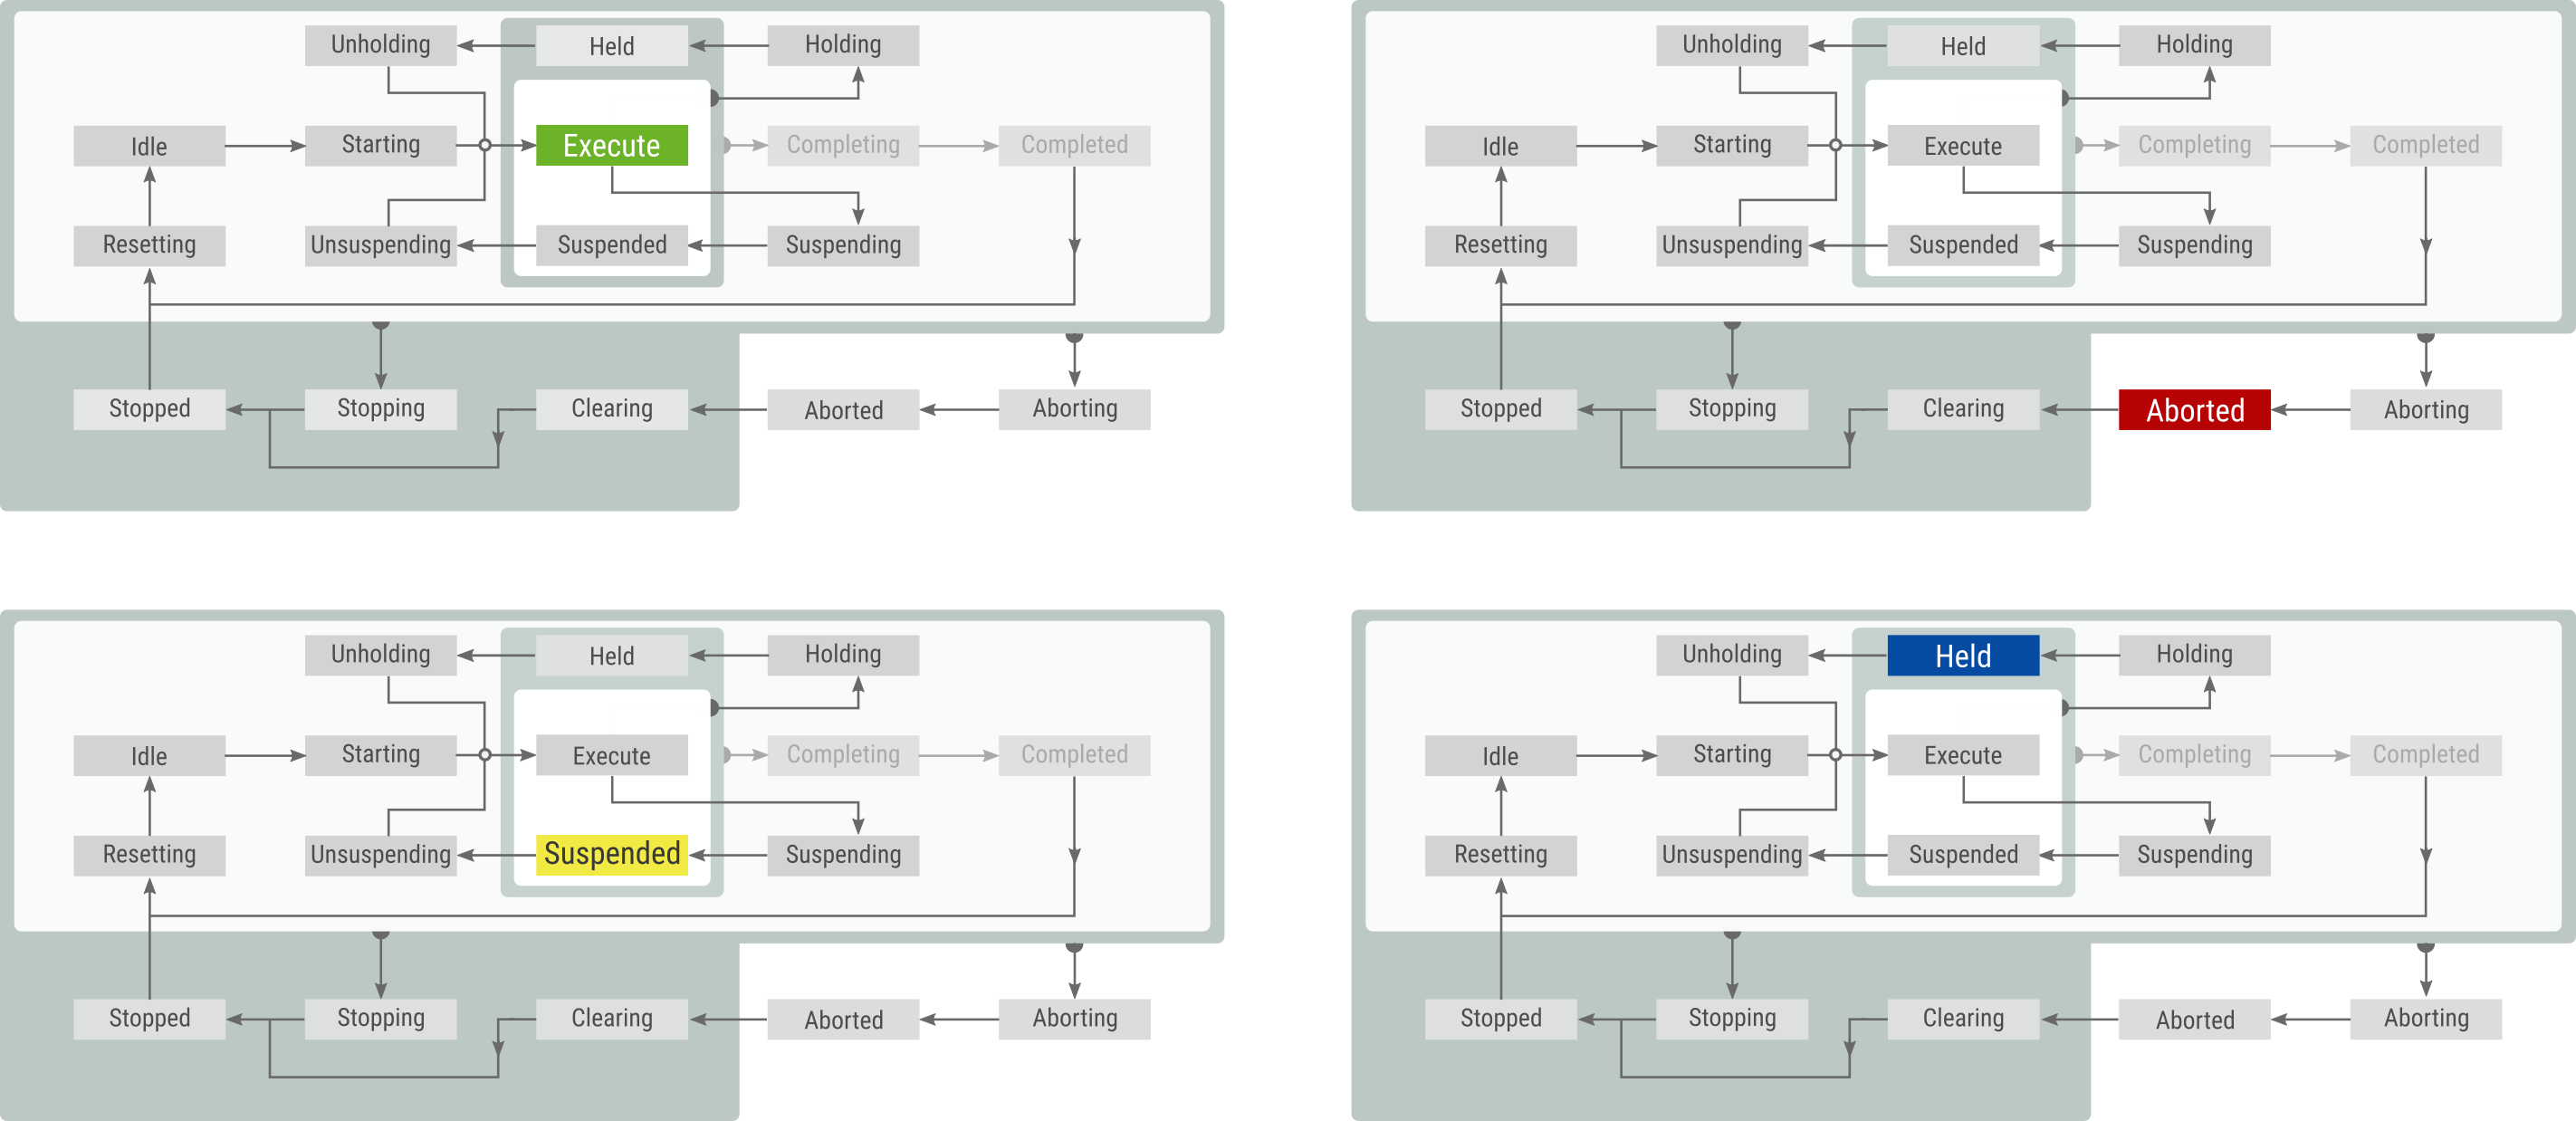 Unholding
Held
Holding
Idle
Starting
Execute
Completing
Completed
Resetting
Unsuspending
Suspended
Suspending
Stopped
Stopping
Clearing
Aborted
Aborting
Unholding
Held
Holding
Idle
Starting
Execute
Completing
Completed
Resetting
Unsuspending
Suspended
Suspending
Stopped
Stopping
Clearing
Aborted
Aborting
Unholding
Held
Holding
Idle
Starting
Execute
Completing
Completed
Resetting
Unsuspending
Suspended
Suspending
Stopped
Stopping
Clearing
Aborted
Aborting
Unholding
Held
Holding
Idle
Starting
Execute
Completing
Completed
Resetting
Unsuspending
Suspended
Suspending
Stopped
Stopping
Clearing
Aborted
Aborting